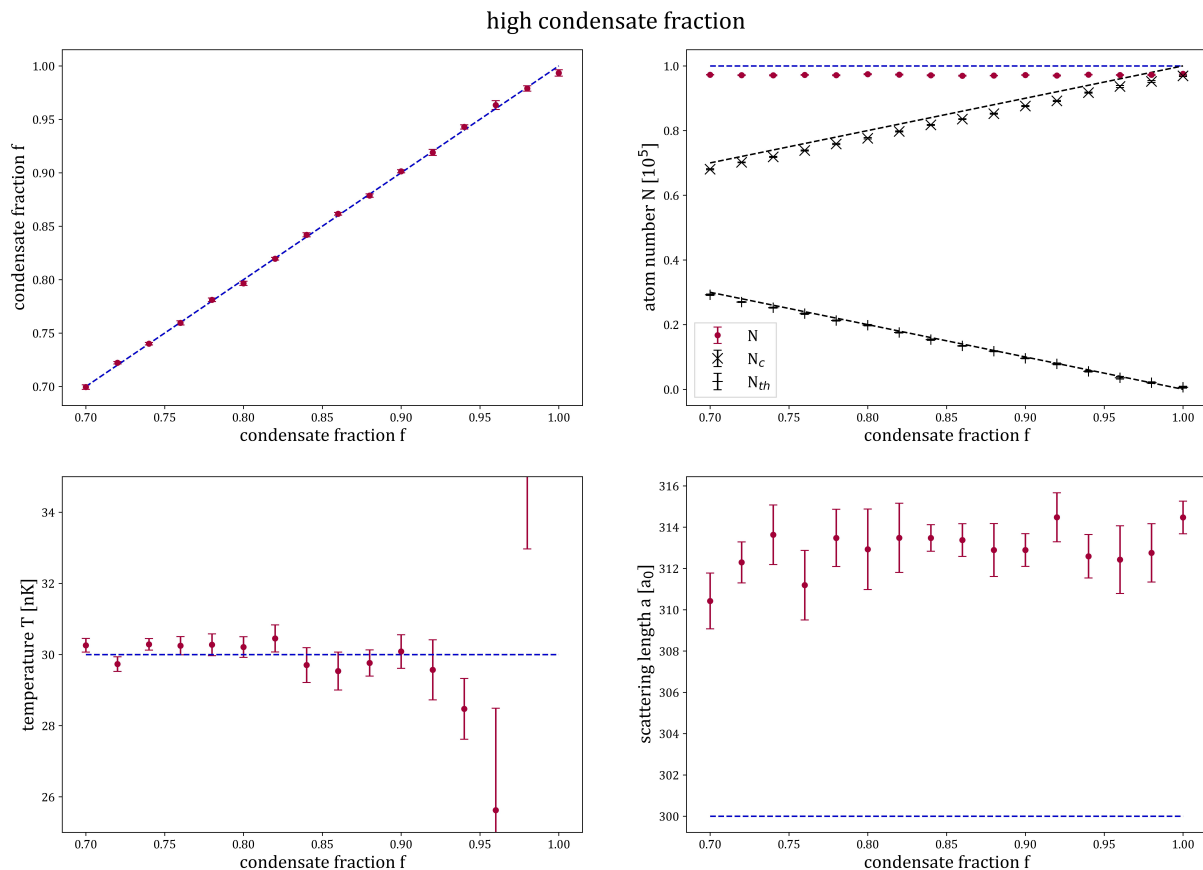 high condensate fraction
1.00
0.95
0.90
0.85
0.80
0.75
0.70
condensate fraction f
0.70 0.75 0.80 0.85 0.90 0.95 1.00
condensate fraction f
1.0
0.8
0.6
0.4
0.2
0.0
atom number N [10⁵]
N
N_c
N_th
0.70 0.75 0.80 0.85 0.90 0.95 1.00
condensate fraction f
34
32
30
28
26
temperature T [nK]
0.70 0.75 0.80 0.85 0.90 0.95 1.00
condensate fraction f
316
314
312
310
308
306
304
302
300
scattering length a [a₀]
0.70 0.75 0.80 0.85 0.90 0.95 1.00
condensate fraction f